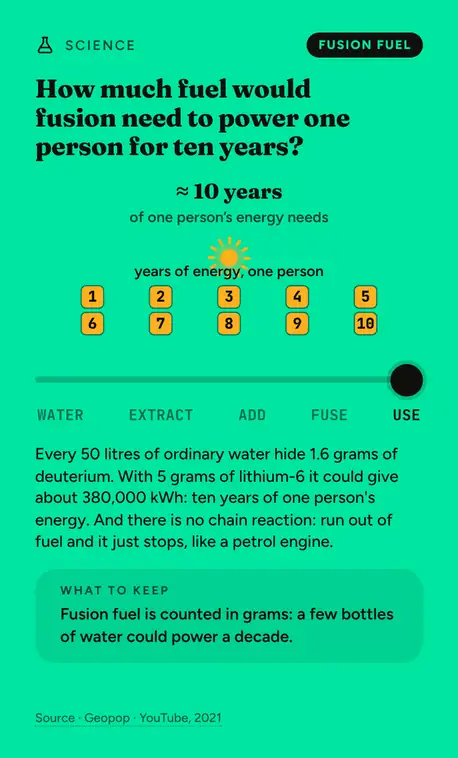 SCIENCE
FUSION FUEL
How much fuel would
fusion need to power one
person for ten years?
≈ 10 years
of one person's energy needs
years of energy, one person
1 2 3 4 5
6 7 8 9 10
WATER EXTRACT ADD FUSE USE
Every 50 litres of ordinary water hide 1.6 grams of
deuterium. With 5 grams of lithium-6 it could give
about 380,000 kWh: ten years of one person's
energy. And there is no chain reaction: run out of
fuel and it just stops, like a petrol engine.
WHAT TO KEEP
Fusion fuel is counted in grams: a few bottles
of water could power a decade.
Source · Geopop · YouTube, 2021